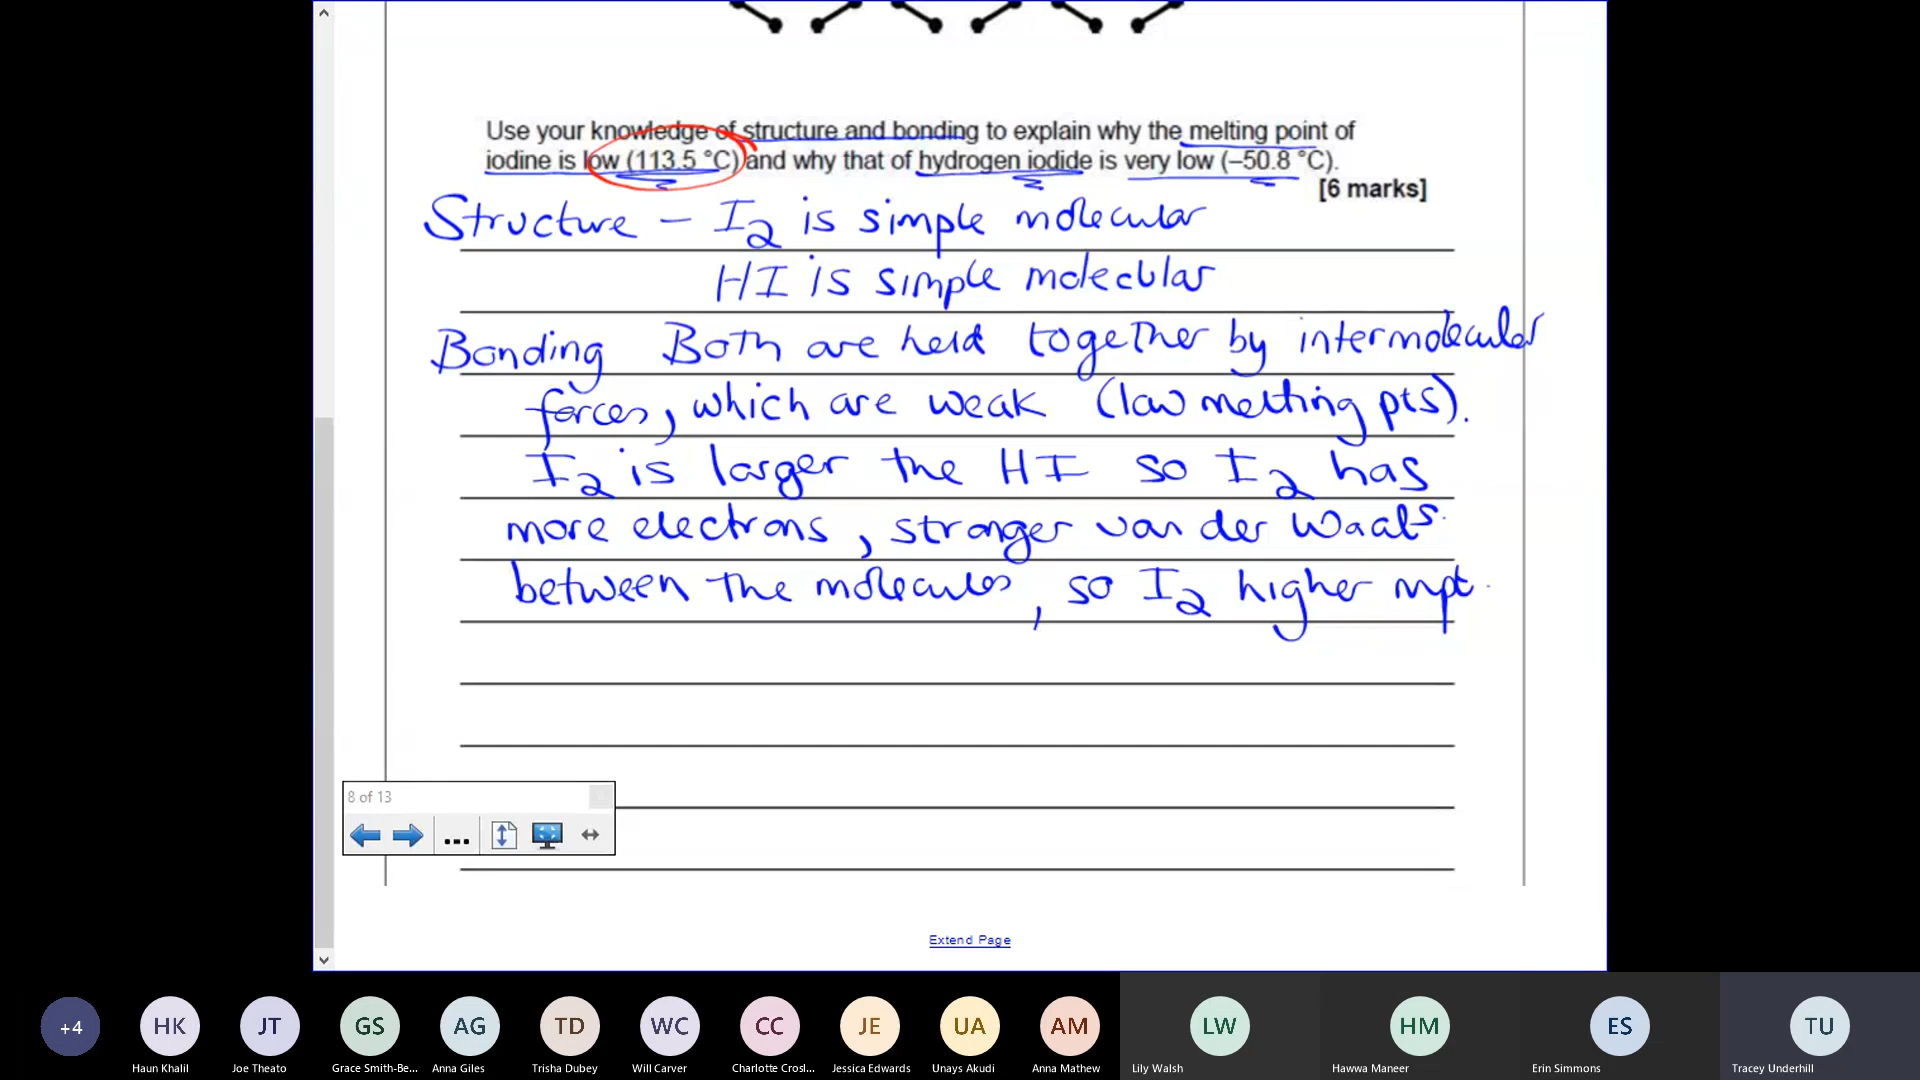 Use your knowledge of structure and bonding to explain why the melting point of
iodine is low (113.5 °C) and why that of hydrogen iodide is very low (–50.8 °C).
[6 marks]
Structure – I2 is simple molecular
HI is simple molecular
Bonding Both are held together by intermolecular
forces, which are weak (low melting pts).
I2 is larger the HI so I2 has
more electrons, stronger van der Waals
between the molecules, so I2 higher mpt.
8 of 13
...
Extend Page
+4 HK JT GS AG TD WC CC JE UA AM LW HM ES TU
Haun Khalil Joe Theato Grace Smith-Be... Anna Giles Trisha Dubey Will Carver Charlotte Crosl... Jessica Edwards Unays Akudi Anna Mathew Lily Walsh Hawwa Maneer Erin Simmons Tracey Underhill